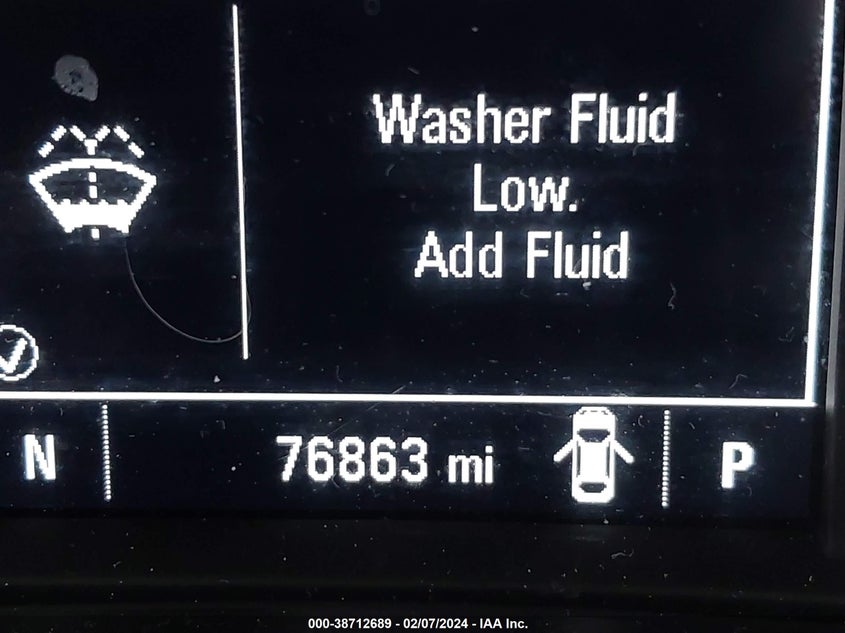 Washer Fluid
Low.
Add Fluid
N 76863 mi P
000-38712689 - 02/07/2024 - IAA Inc.